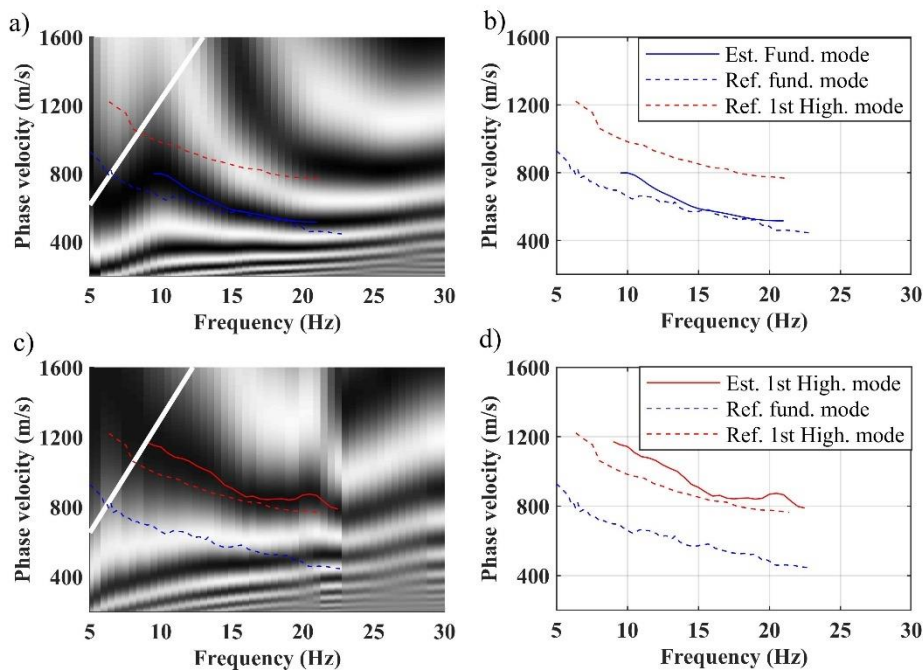 a)
1600
1200
800
400
Phase velocity (m/s)
5 10 15 20 25 30
Frequency (Hz)
b)
1600
1200
800
400
Phase velocity (m/s)
Est. Fund. mode
Ref. fund. mode
Ref. 1st High. mode
5 10 15 20 25 30
Frequency (Hz)
c)
1600
1200
800
400
Phase velocity (m/s)
5 10 15 20 25 30
Frequency (Hz)
d)
1600
1200
800
400
Phase velocity (m/s)
Est. 1st High. mode
Ref. fund. mode
Ref. 1st High. mode
5 10 15 20 25 30
Frequency (Hz)